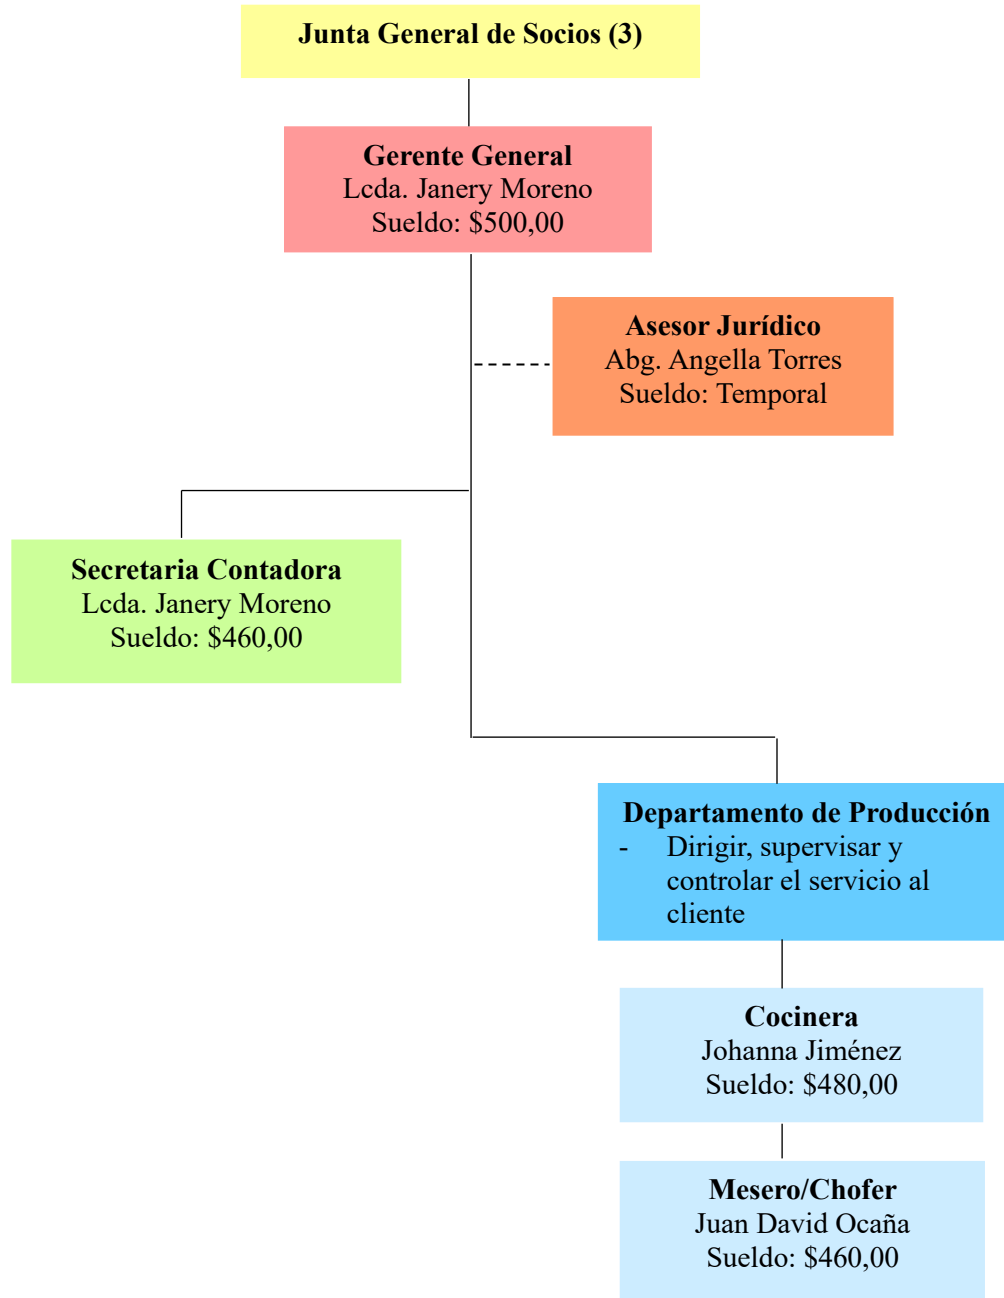 Junta General de Socios (3)
Gerente General
Lcda. Janery Moreno
Sueldo: $500,00
Asesor Jurídico
Abg. Angella Torres
Sueldo: Temporal
Secretaria Contadora
Lcda. Janery Moreno
Sueldo: $460,00
Departamento de Producción
- Dirigir, supervisar y
controlar el servicio al
cliente
Cocinera
Johanna Jiménez
Sueldo: $480,00
Mesero/Chofer
Juan David Ocaña
Sueldo: $460,00